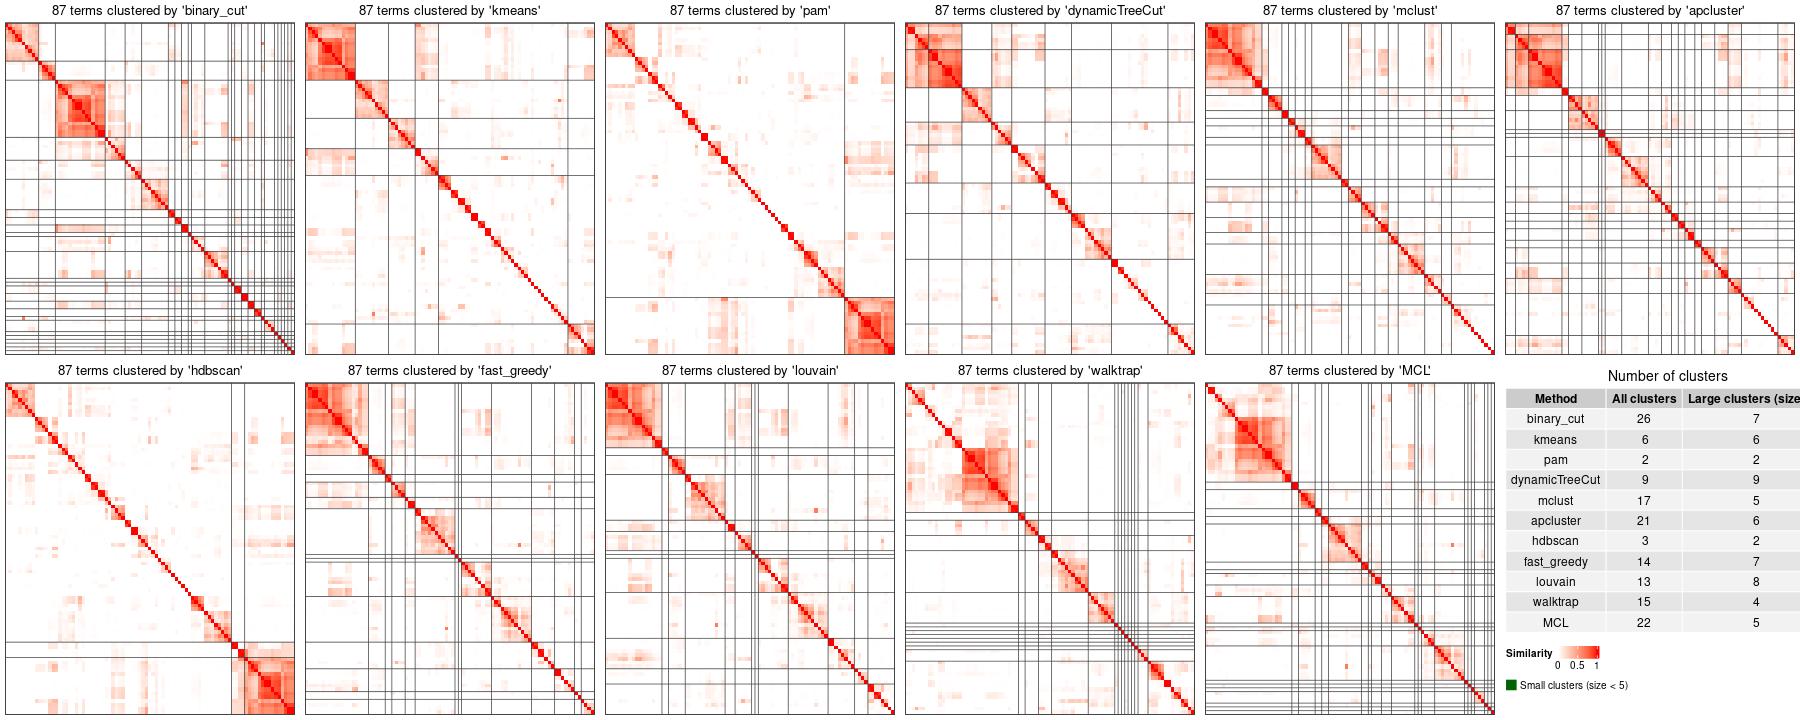 87 terms clustered by 'binary_cut'
87 terms clustered by 'kmeans'
87 terms clustered by 'pam'
87 terms clustered by 'dynamicTreeCut'
87 terms clustered by 'mclust'
87 terms clustered by 'apcluster'
87 terms clustered by 'hdbscan'
87 terms clustered by 'fast_greedy'
87 terms clustered by 'louvain'
87 terms clustered by 'walktrap'
87 terms clustered by 'MCL'
Number of clusters
Method All clusters Large clusters (size
binary_cut 26 7
kmeans 6 6
pam 2 2
dynamicTreeCut 9 9
mclust 17 5
apcluster 21 6
hdbscan 3 2
fast_greedy 14 7
louvain 13 8
walktrap 15 4
MCL 22 5
Similarity
0 0.5 1
Small clusters (size < 5)